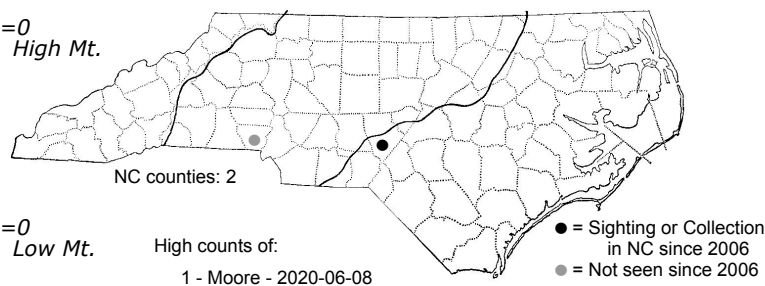 =0
High Mt.
NC counties: 2
=0
Low Mt.
High counts of:
1 - Moore - 2020-06-08
● = Sighting or Collection
in NC since 2006
● = Not seen since 2006